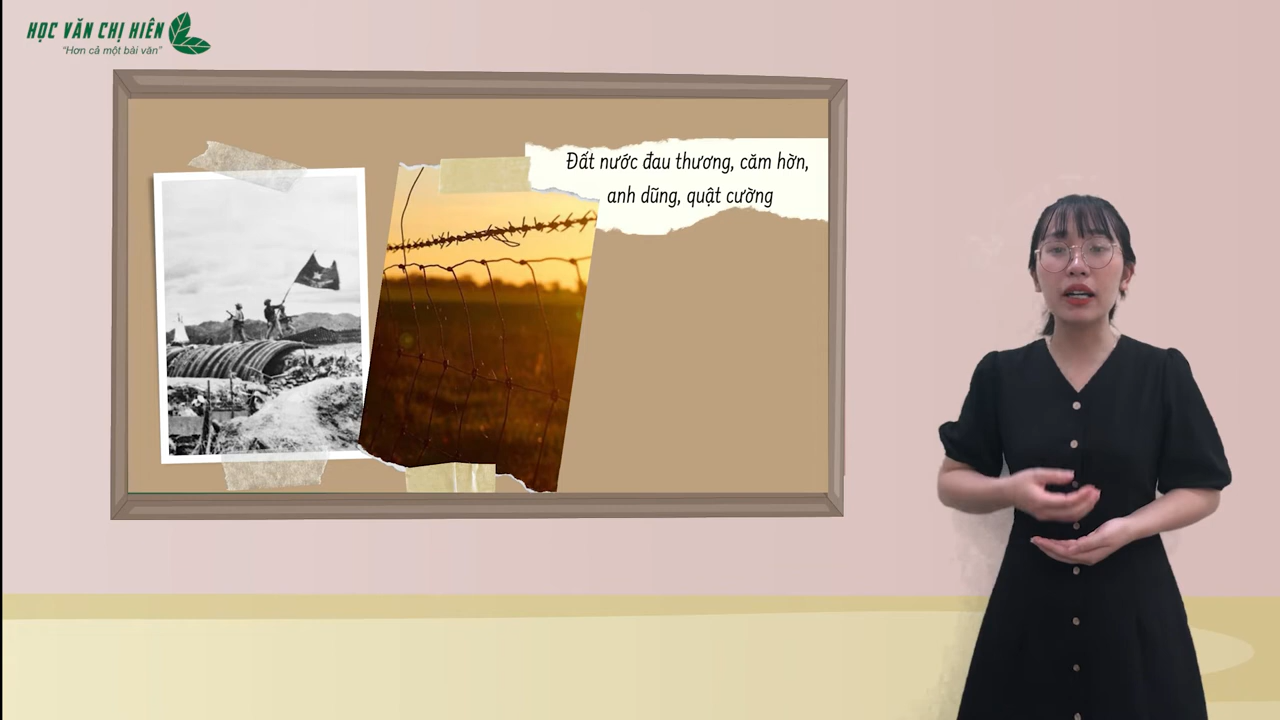 HỌC VĂN CHỊ HIÊN
"Hơn cả một bài văn"
Đất nước đau thương, căm hờn,
anh dũng, quật cường